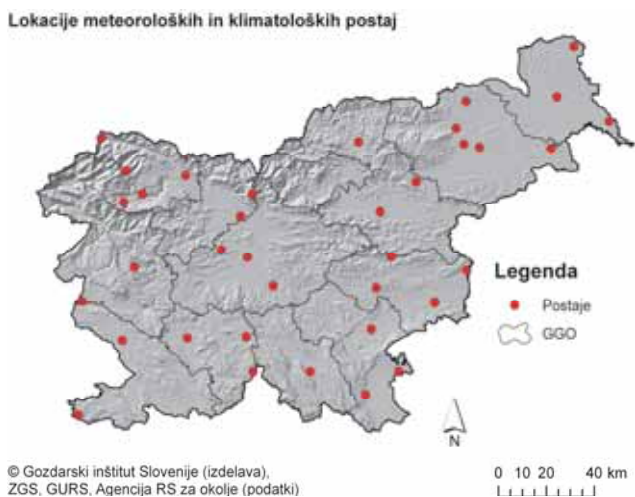 Lokacije meteoroloških in klimatoloških postaj
Legenda
Postaje
GGO
N
© Gozdarski inštitut Slovenije (izdelava),
ZGS, GURS, Agencija RS za okolje (podatki)
0 10 20 40 km